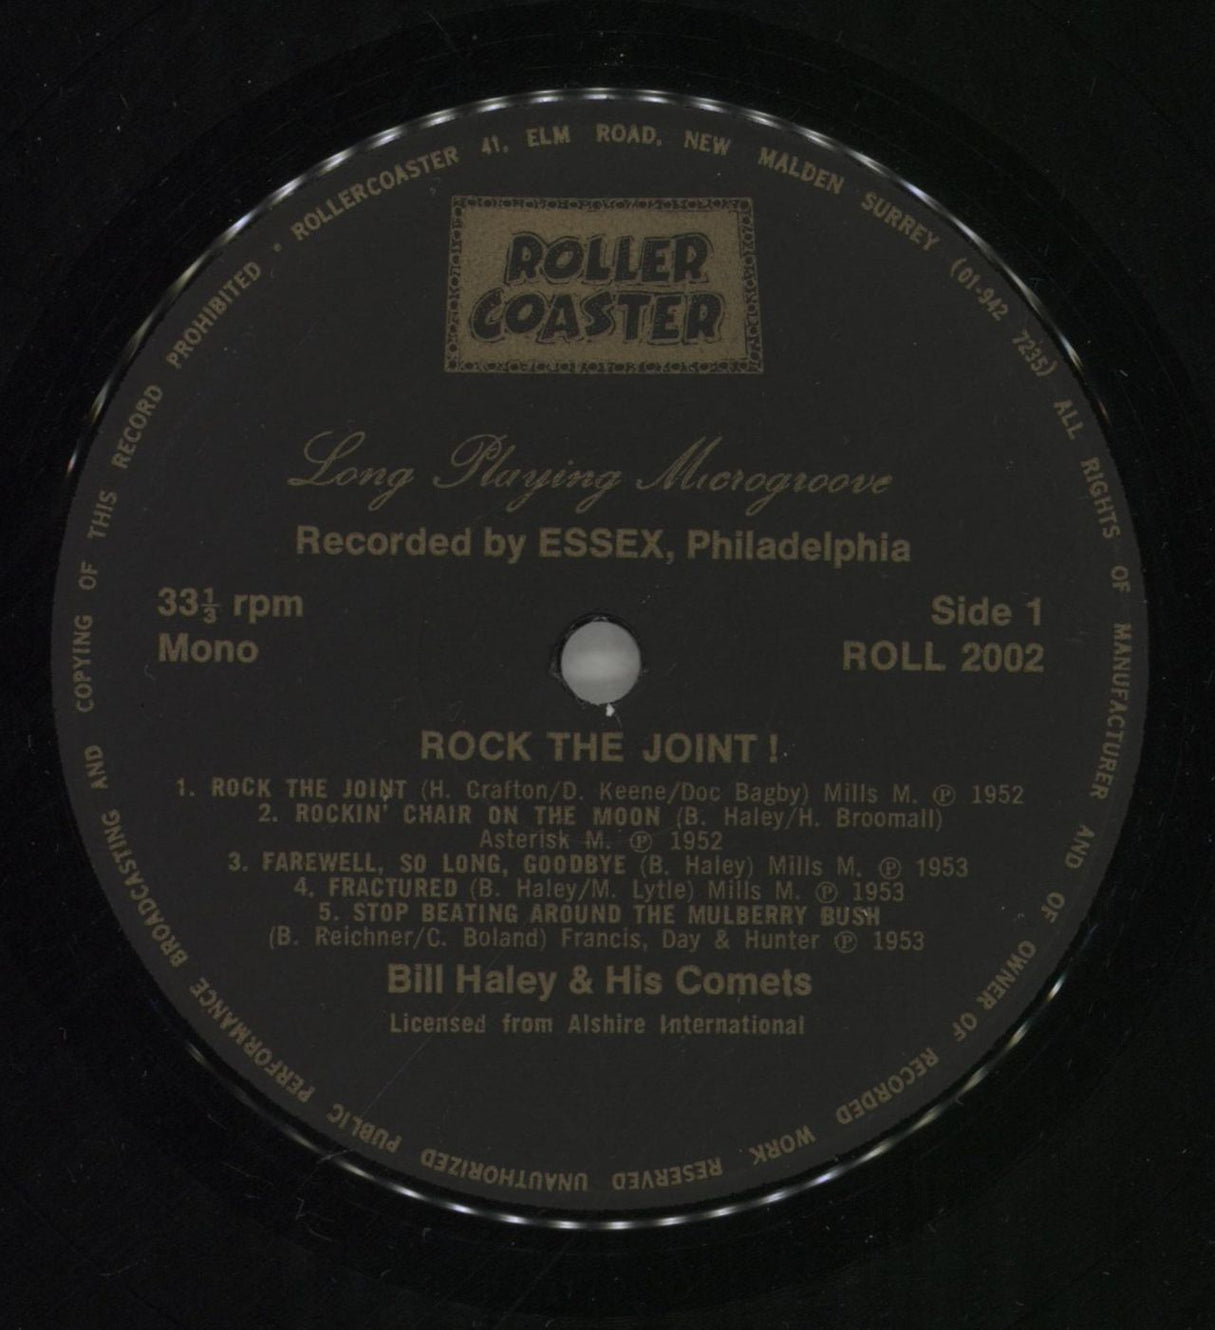 ROLLERCOASTER 41, ELM ROAD, NEW MALDEN SURREY (01-942 7235) ALL RIGHTS OF MANUFACTURER AND OF OWNER OF RECORDED WORK RESERVED UNAUTHORIZED PUBLIC PERFORMANCE BROADCASTING AND COPYING OF THIS RECORD PROHIBITED •
ROLLER
COASTER
Long Playing Microgroove
Recorded by ESSEX, Philadelphia
33⅓ rpm
Mono
Side 1
ROLL 2002
ROCK THE JOINT!
1. ROCK THE JOINT (H. Crafton/D. Keene/Doc Bagby) Mills M. ℗ 1952
2. ROCKIN' CHAIR ON THE MOON (B. Haley/H. Broomall)
Asterisk M. ℗ 1952
3. FAREWELL, SO LONG, GOODBYE (B. Haley) Mills M. ℗ 1953
4. FRACTURED (B. Haley/M. Lytle) Mills M. ℗ 1953
5. STOP BEATING AROUND THE MULBERRY BUSH
(B. Reichner/C. Boland) Francis, Day & Hunter ℗ 1953
Bill Haley & His Comets
Licensed from Alshire International